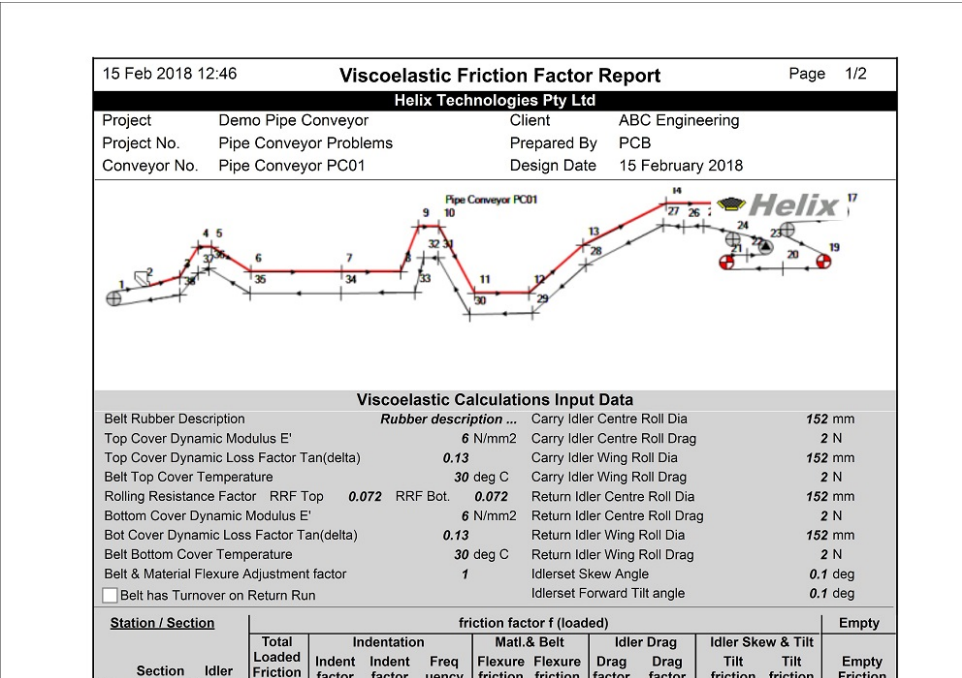 15 Feb 2018 12:46 Viscoelastic Friction Factor Report Page 1/2
Helix Technologies Pty Ltd
Project Demo Pipe Conveyor Client ABC Engineering
Project No. Pipe Conveyor Problems Prepared By PCB
Conveyor No. Pipe Conveyor PC01 Design Date 15 February 2018
14
Pipe Conveyor PC01 Helix 17
9 10 27 26
4 5 13 24 23
32 31 28 22 19
36 6 7 8 21 20
37
1 2 3 38 35 34 33 11 12
30 29
Viscoelastic Calculations Input Data
Belt Rubber Description Rubber description ... Carry Idler Centre Roll Dia 152 mm
Top Cover Dynamic Modulus E' 6 N/mm2 Carry Idler Centre Roll Drag 2 N
Top Cover Dynamic Loss Factor Tan(delta) 0.13 Carry Idler Wing Roll Dia 152 mm
Belt Top Cover Temperature 30 deg C Carry Idler Wing Roll Drag 2 N
Rolling Resistance Factor RRF Top 0.072 RRF Bot. 0.072 Return Idler Centre Roll Dia 152 mm
Bottom Cover Dynamic Modulus E' 6 N/mm2 Return Idler Centre Roll Drag 2 N
Bot Cover Dynamic Loss Factor Tan(delta) 0.13 Return Idler Wing Roll Dia 152 mm
Belt Bottom Cover Temperature 30 deg C Return Idler Wing Roll Drag 2 N
Belt & Material Flexure Adjustment factor 1 Idlerset Skew Angle 0.1 deg
Belt has Turnover on Return Run Idlerset Forward Tilt angle 0.1 deg
Station / Section friction factor f (loaded) Empty
Total Indentation Matl.& Belt Idler Drag Idler Skew & Tilt
Loaded Indent Indent Freq Flexure Flexure Drag Drag Tilt Tilt Empty
Section Idler Friction factor factor uency friction friction factor factor friction friction Friction